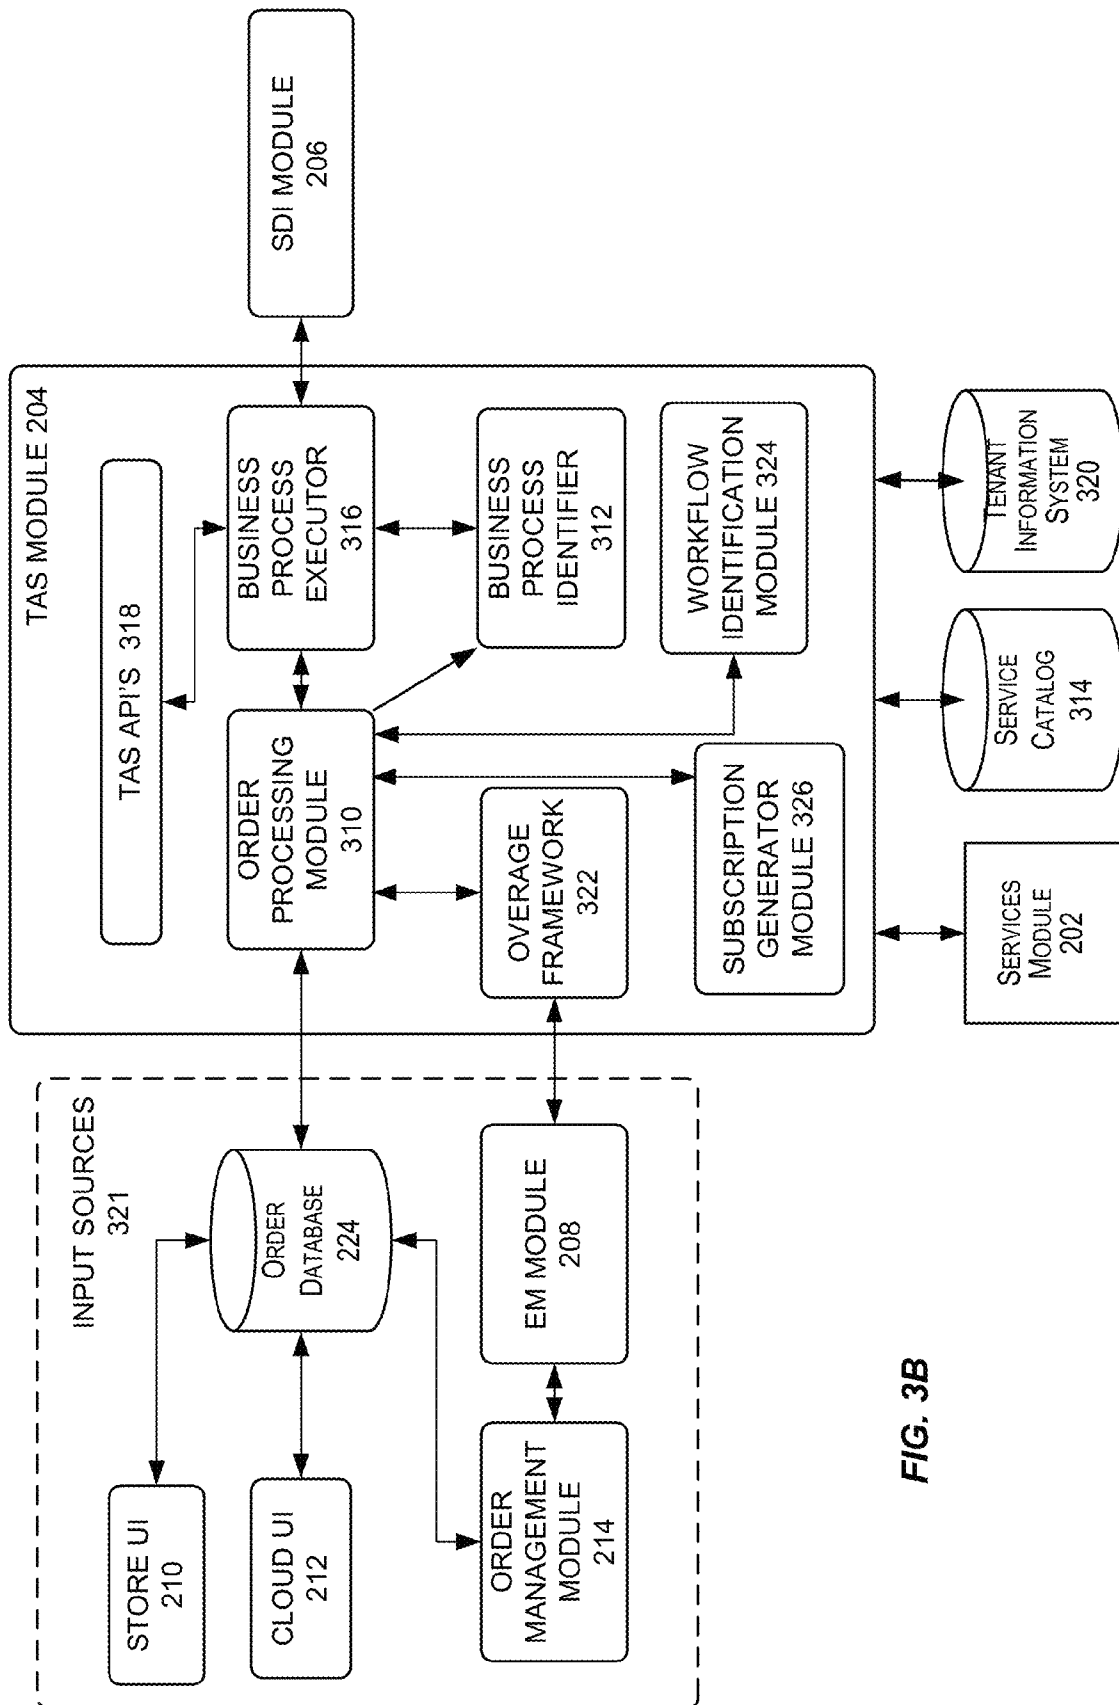 INPUT SOURCES
321
STORE UI
210
CLOUD UI
212
ORDER
MANAGEMENT
MODULE
214
ORDER
DATABASE
224
EM MODULE
208
TAS MODULE 204
TAS API'S 318
ORDER
PROCESSING
MODULE
310
BUSINESS
PROCESS
EXECUTOR
316
OVERAGE
FRAMEWORK
322
BUSINESS
PROCESS
IDENTIFIER
312
SUBSCRIPTION
GENERATOR
MODULE 326
WORKFLOW
IDENTIFICATION
MODULE 324
SDI MODULE
206
SERVICES
MODULE
202
SERVICE
CATALOG
314
TENANT
INFORMATION
SYSTEM
320
FIG. 3B